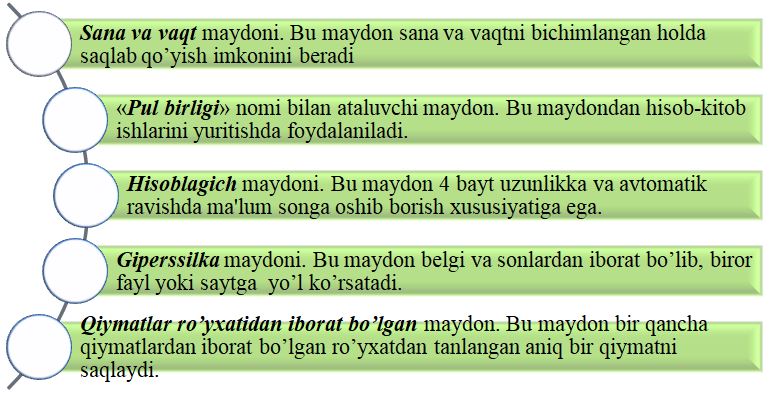 Sana va vaqt maydoni. Bu maydon sana va vaqtni bichimlangan holda
saqlab qo’yish imkonini beradi
«Pul birligi» nomi bilan ataluvchi maydon. Bu maydondan hisob-kitob
ishlarini yuritishda foydalaniladi.
Hisoblagich maydoni. Bu maydon 4 bayt uzunlikka va avtomatik
ravishda ma'lum songa oshib borish xususiyatiga ega.
Giperssilka maydoni. Bu maydon belgi va sonlardan iborat bo’lib, biror
fayl yoki saytga yo’l ko’rsatadi.
Qiymatlar ro’yxatidan iborat bo’lgan maydon. Bu maydon bir qancha
qiymatlardan iborat bo’lgan ro’yxatdan tanlangan aniq bir qiymatni
saqlaydi.